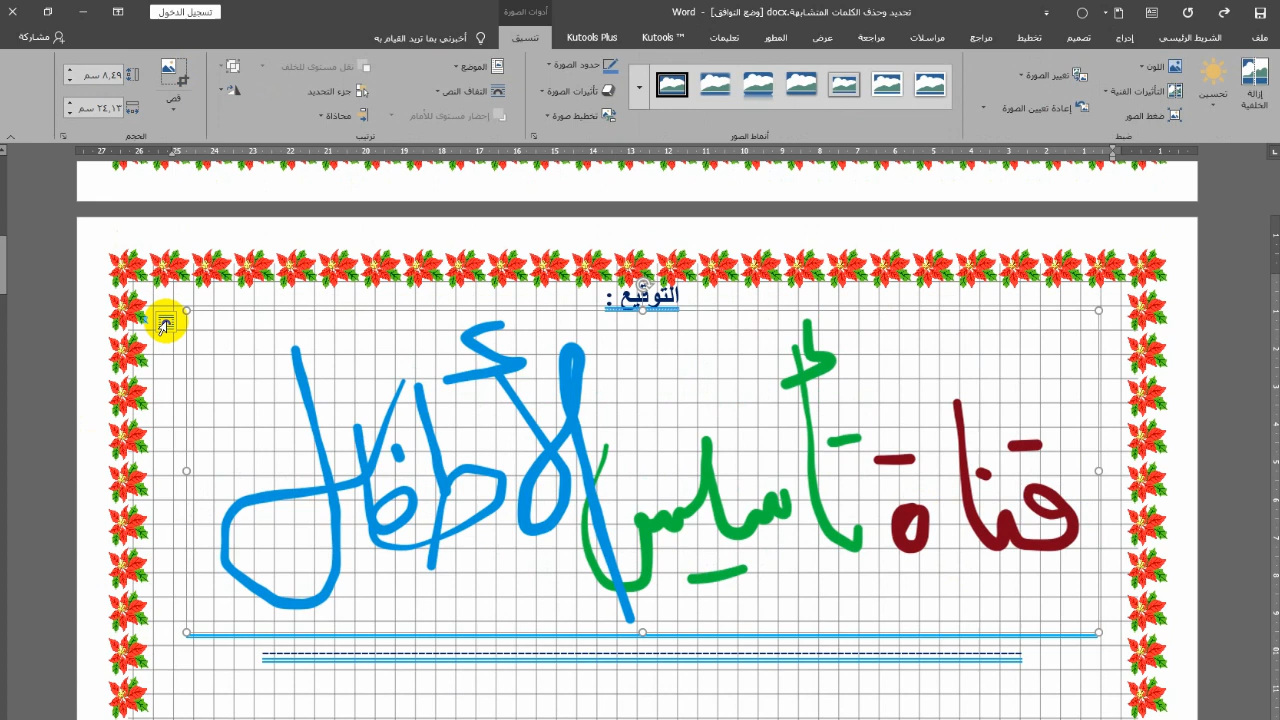 تحديد وحذف الكلمات المتشابهة.docx [وضع التوافق] - Word
أدوات الصورة
تسجيل الدخول
ملف
الشريط الرئيسي
إدراج
تصميم
تخطيط
مراجع
مراسلات
مراجعة
عرض
المطور
تعليمات
Kutools ™
Kutools Plus
تنسيق
أخبرني بما تريد القيام به
مشاركة
إزالة الخلفية
تحسين
اللون
التأثيرات الفنية
ضغط الصور
تغيير الصورة
إعادة تعيين الصورة
ضبط
أنماط الصور
حدود الصورة
تأثيرات الصورة
تخطيط صورة
الموضع
التفاف النص
إحضار مستوى للأمام
نقل مستوى للخلف
جزء التحديد
محاذاة
ترتيب
قص
٨,٤٩ سم
٢٤,١٣ سم
الحجم
التوقيع :
قناة تأسيس الأطفال